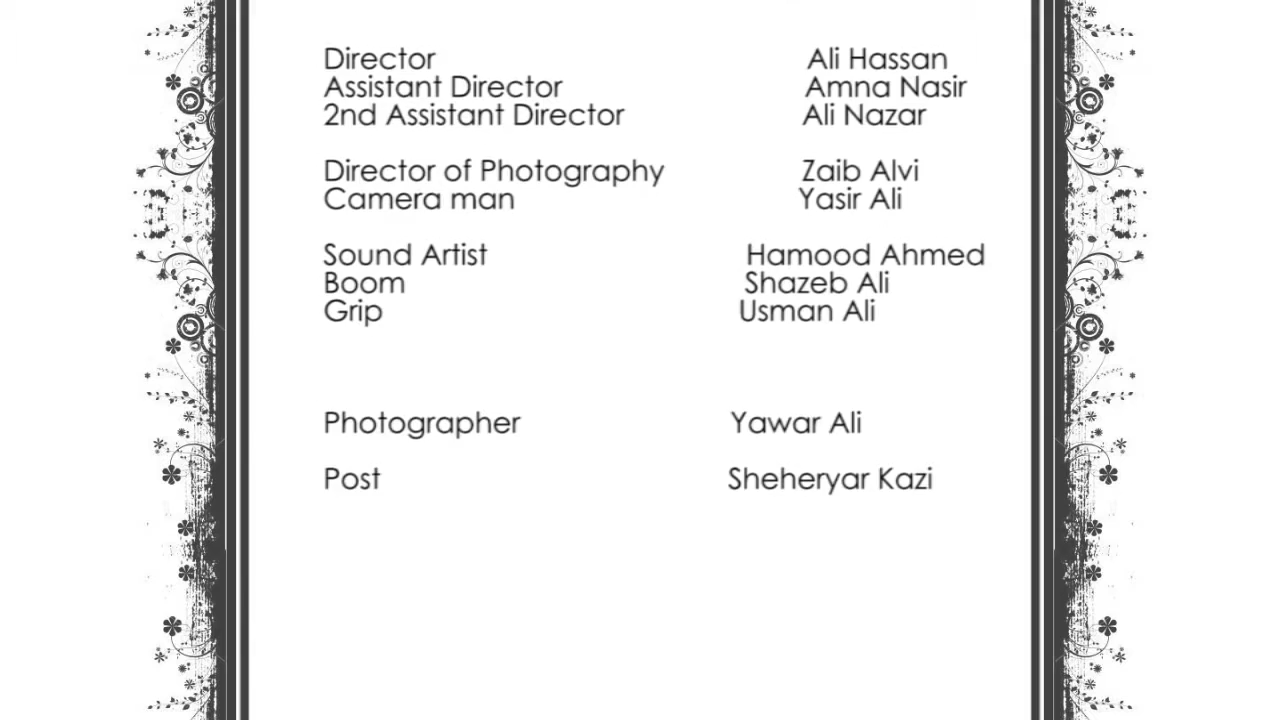 Director Ali Hassan
Assistant Director Amna Nasir
2nd Assistant Director Ali Nazar
Director of Photography Zaib Alvi
Camera man Yasir Ali
Sound Artist Hamood Ahmed
Boom Shazeb Ali
Grip Usman Ali
Photographer Yawar Ali
Post Sheheryar Kazi